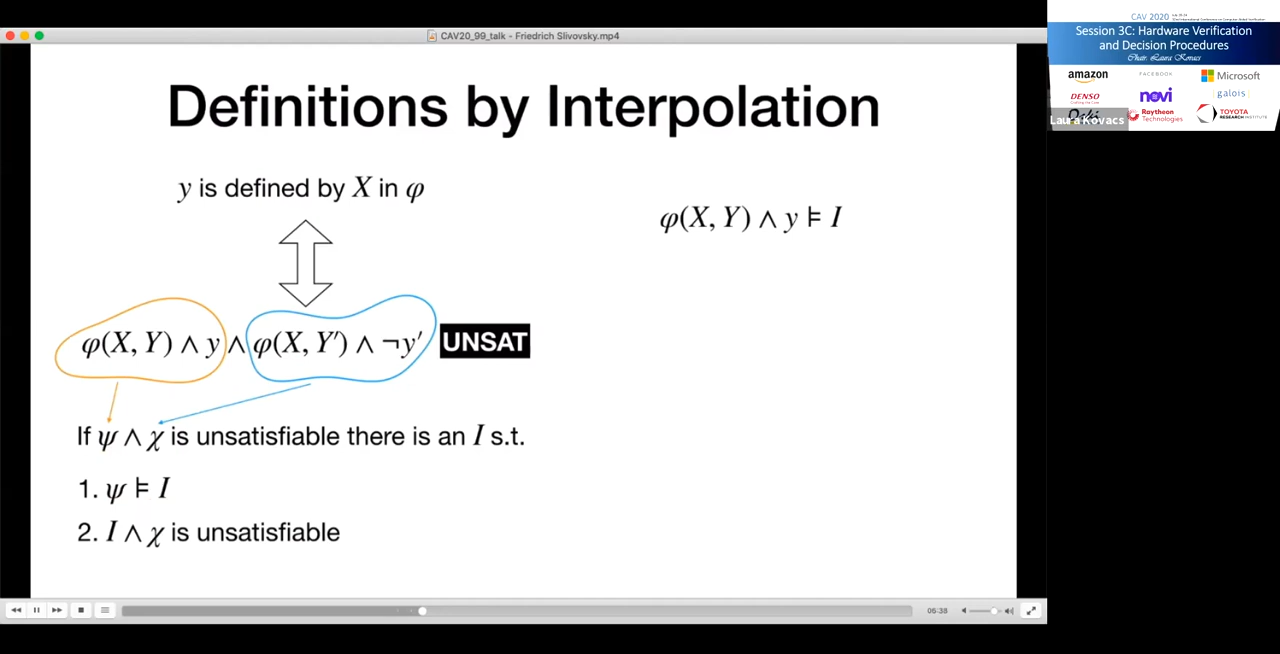 CAV20_99_talk - Friedrich Slivovsky.mp4
Definitions by Interpolation
y is defined by X in φ
φ(X, Y) ∧ y ⊨ I
φ(X, Y) ∧ y ∧ φ(X, Y′) ∧ ¬y′ UNSAT
If ψ ∧ χ is unsatisfiable there is an I s.t.
1. ψ ⊨ I
2. I ∧ χ is unsatisfiable
05:38
CAV 2020
Session 3C: Hardware Verification
and Decision Procedures
Chair: Laura Kovacs
amazon FACEBOOK Microsoft
DENSO novi |galois|
Laura Kovacs Raytheon Technologies TOYOTA RESEARCH INSTITUTE